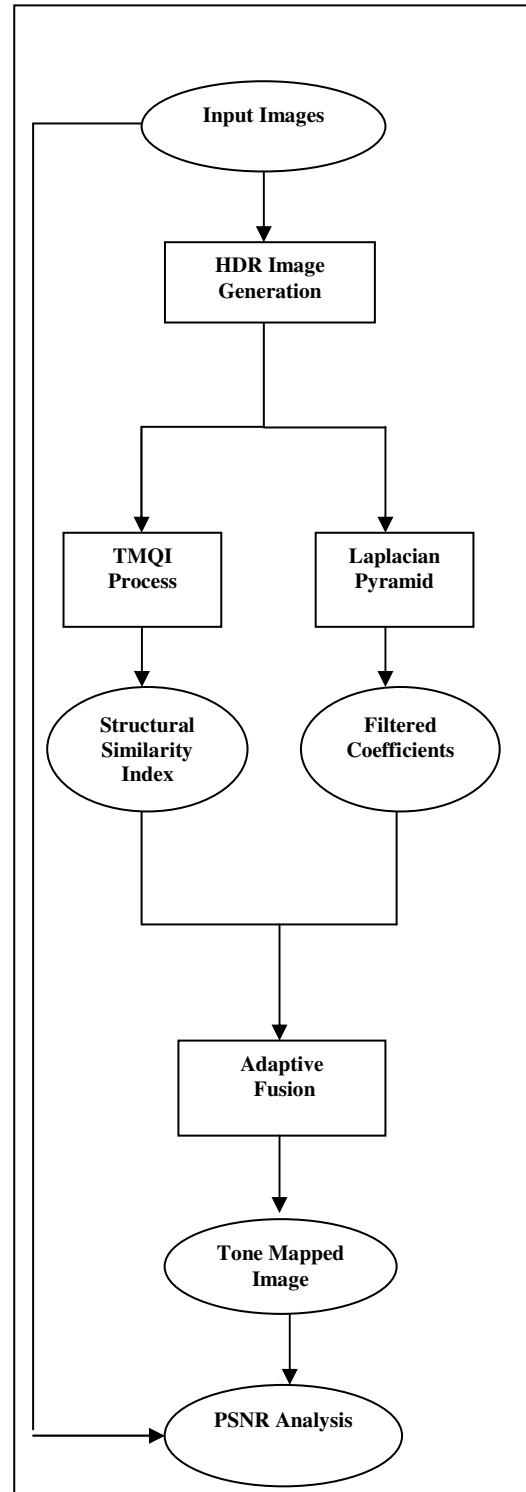 Input Images
HDR Image
Generation
TMQI
Process
Laplacian
Pyramid
Structural
Similarity
Index
Filtered
Coefficients
Adaptive
Fusion
Tone Mapped
Image
PSNR Analysis